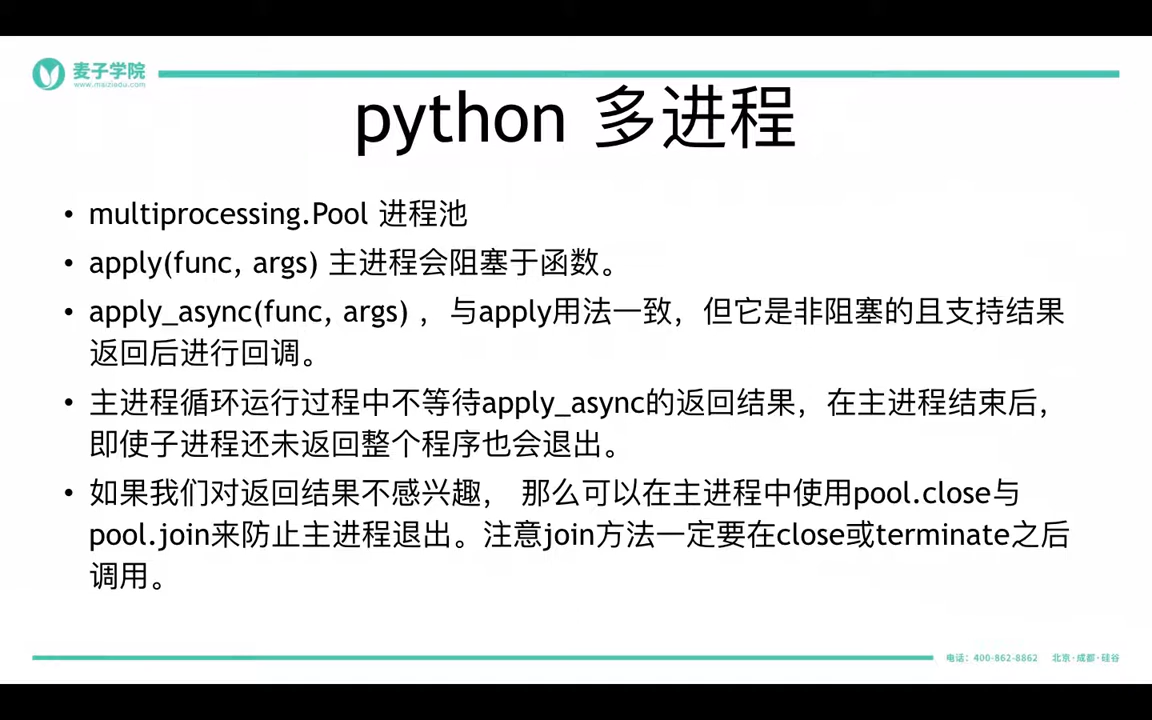 麦子学院
www.maiziedu.com
python 多进程
• multiprocessing.Pool 进程池
• apply(func, args) 主进程会阻塞于函数。
• apply_async(func, args) ，与apply用法一致，但它是非阻塞的且支持结果
返回后进行回调。
• 主进程循环运行过程中不等待apply_async的返回结果，在主进程结束后，
即使子进程还未返回整个程序也会退出。
• 如果我们对返回结果不感兴趣， 那么可以在主进程中使用pool.close与
pool.join来防止主进程退出。注意join方法一定要在close或terminate之后
调用。
电话：400-862-8862 北京·成都·硅谷